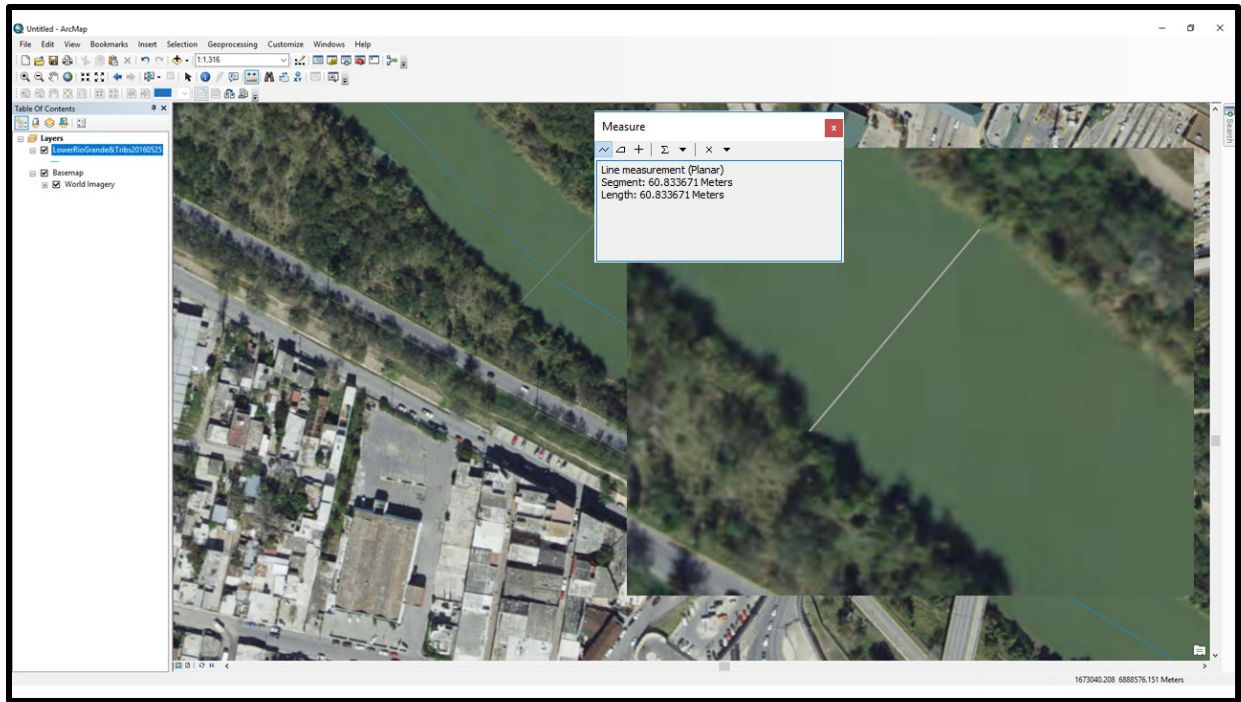 Untitled - ArcMap
File Edit View Bookmarks Insert Selection Geoprocessing Customize Windows Help
1:1,316
Table Of Contents
Layers
LowerRioGrande&Tribs20160525
Basemap
World Imagery
Measure
Line measurement (Planar)
Segment: 60.833671 Meters
Length: 60.833671 Meters
Search
1673040.208 6888576.151 Meters